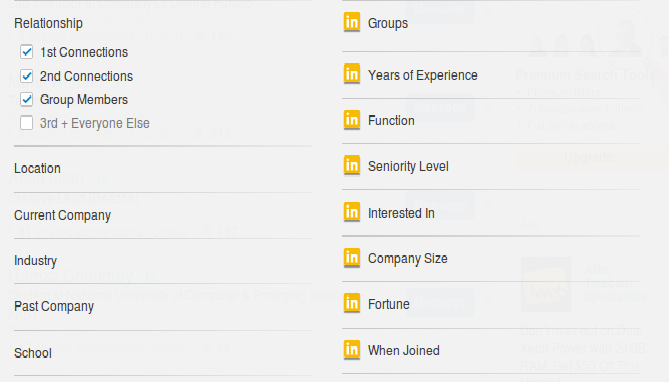 Relationship
1st Connections
2nd Connections
Group Members
3rd + Everyone Else
Location
Current Company
Industry
Past Company
School
in Groups
in Years of Experience
in Function
in Seniority Level
in Interested In
in Company Size
in Fortune
in When Joined
Premium Search Tools
Upgrade